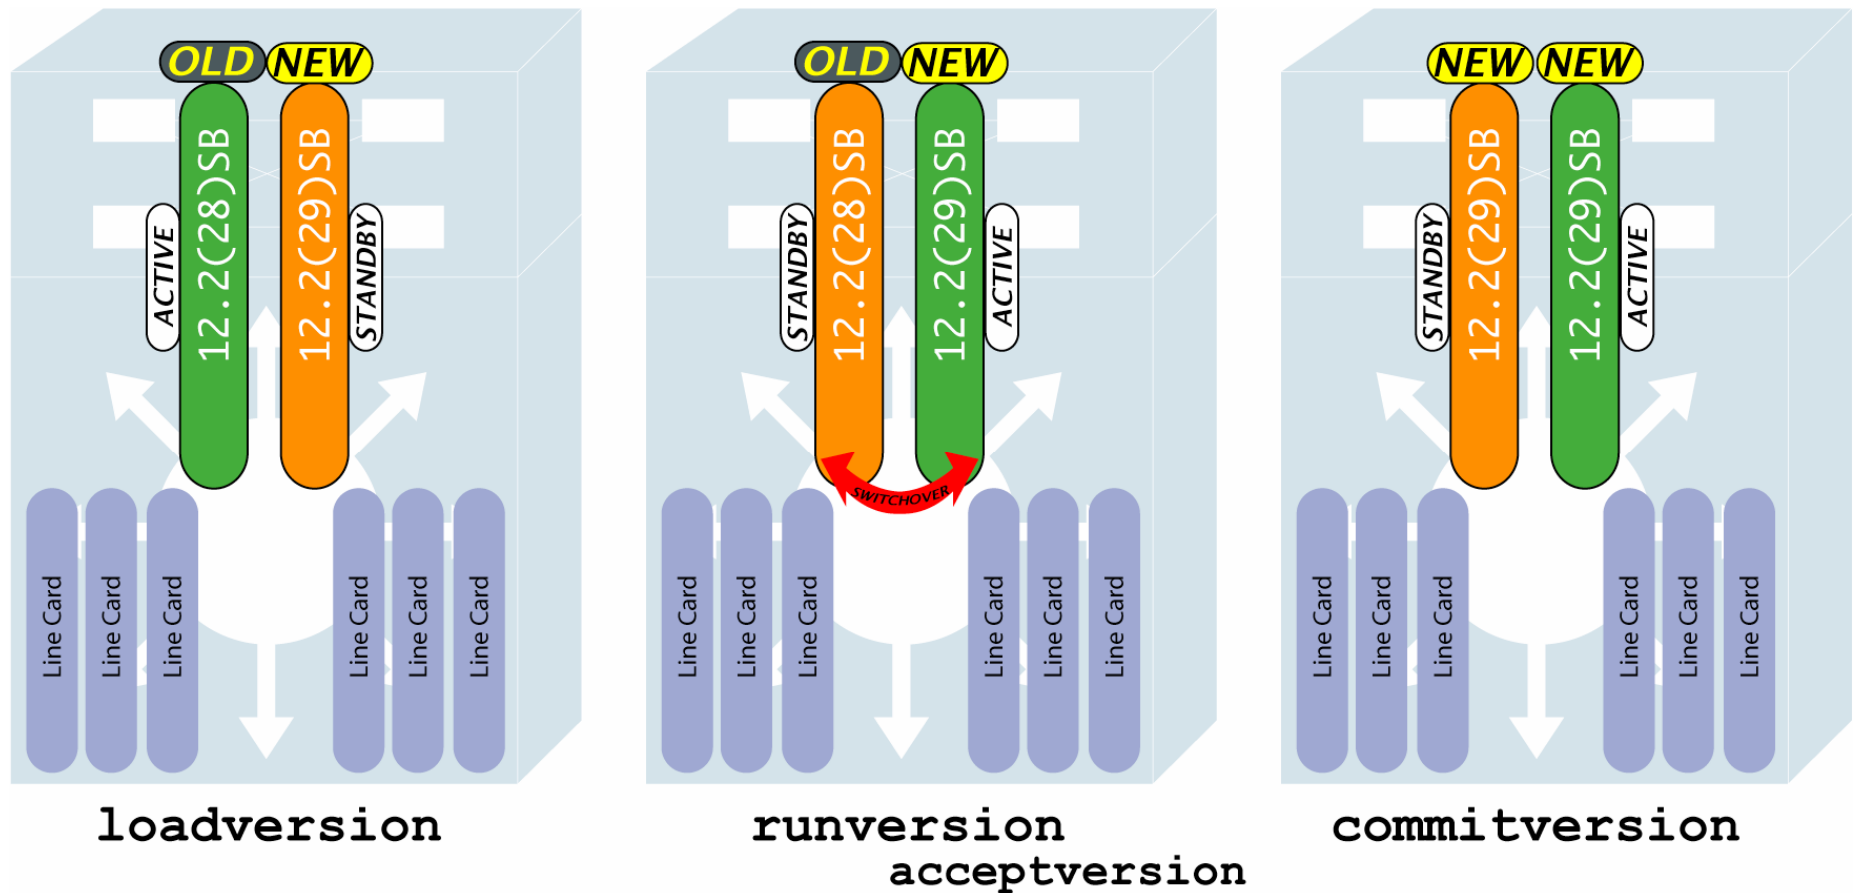 OLD NEW
12.2(28)SB
12.2(29)SB
ACTIVE
STANDBY
Line Card
Line Card
Line Card
Line Card
Line Card
Line Card
loadversion
OLD NEW
12.2(28)SB
12.2(29)SB
STANDBY
ACTIVE
SWITCHOVER
Line Card
Line Card
Line Card
Line Card
Line Card
Line Card
runversion
acceptversion
NEW NEW
12.2(29)SB
12.2(29)SB
STANDBY
ACTIVE
Line Card
Line Card
Line Card
Line Card
Line Card
Line Card
commitversion